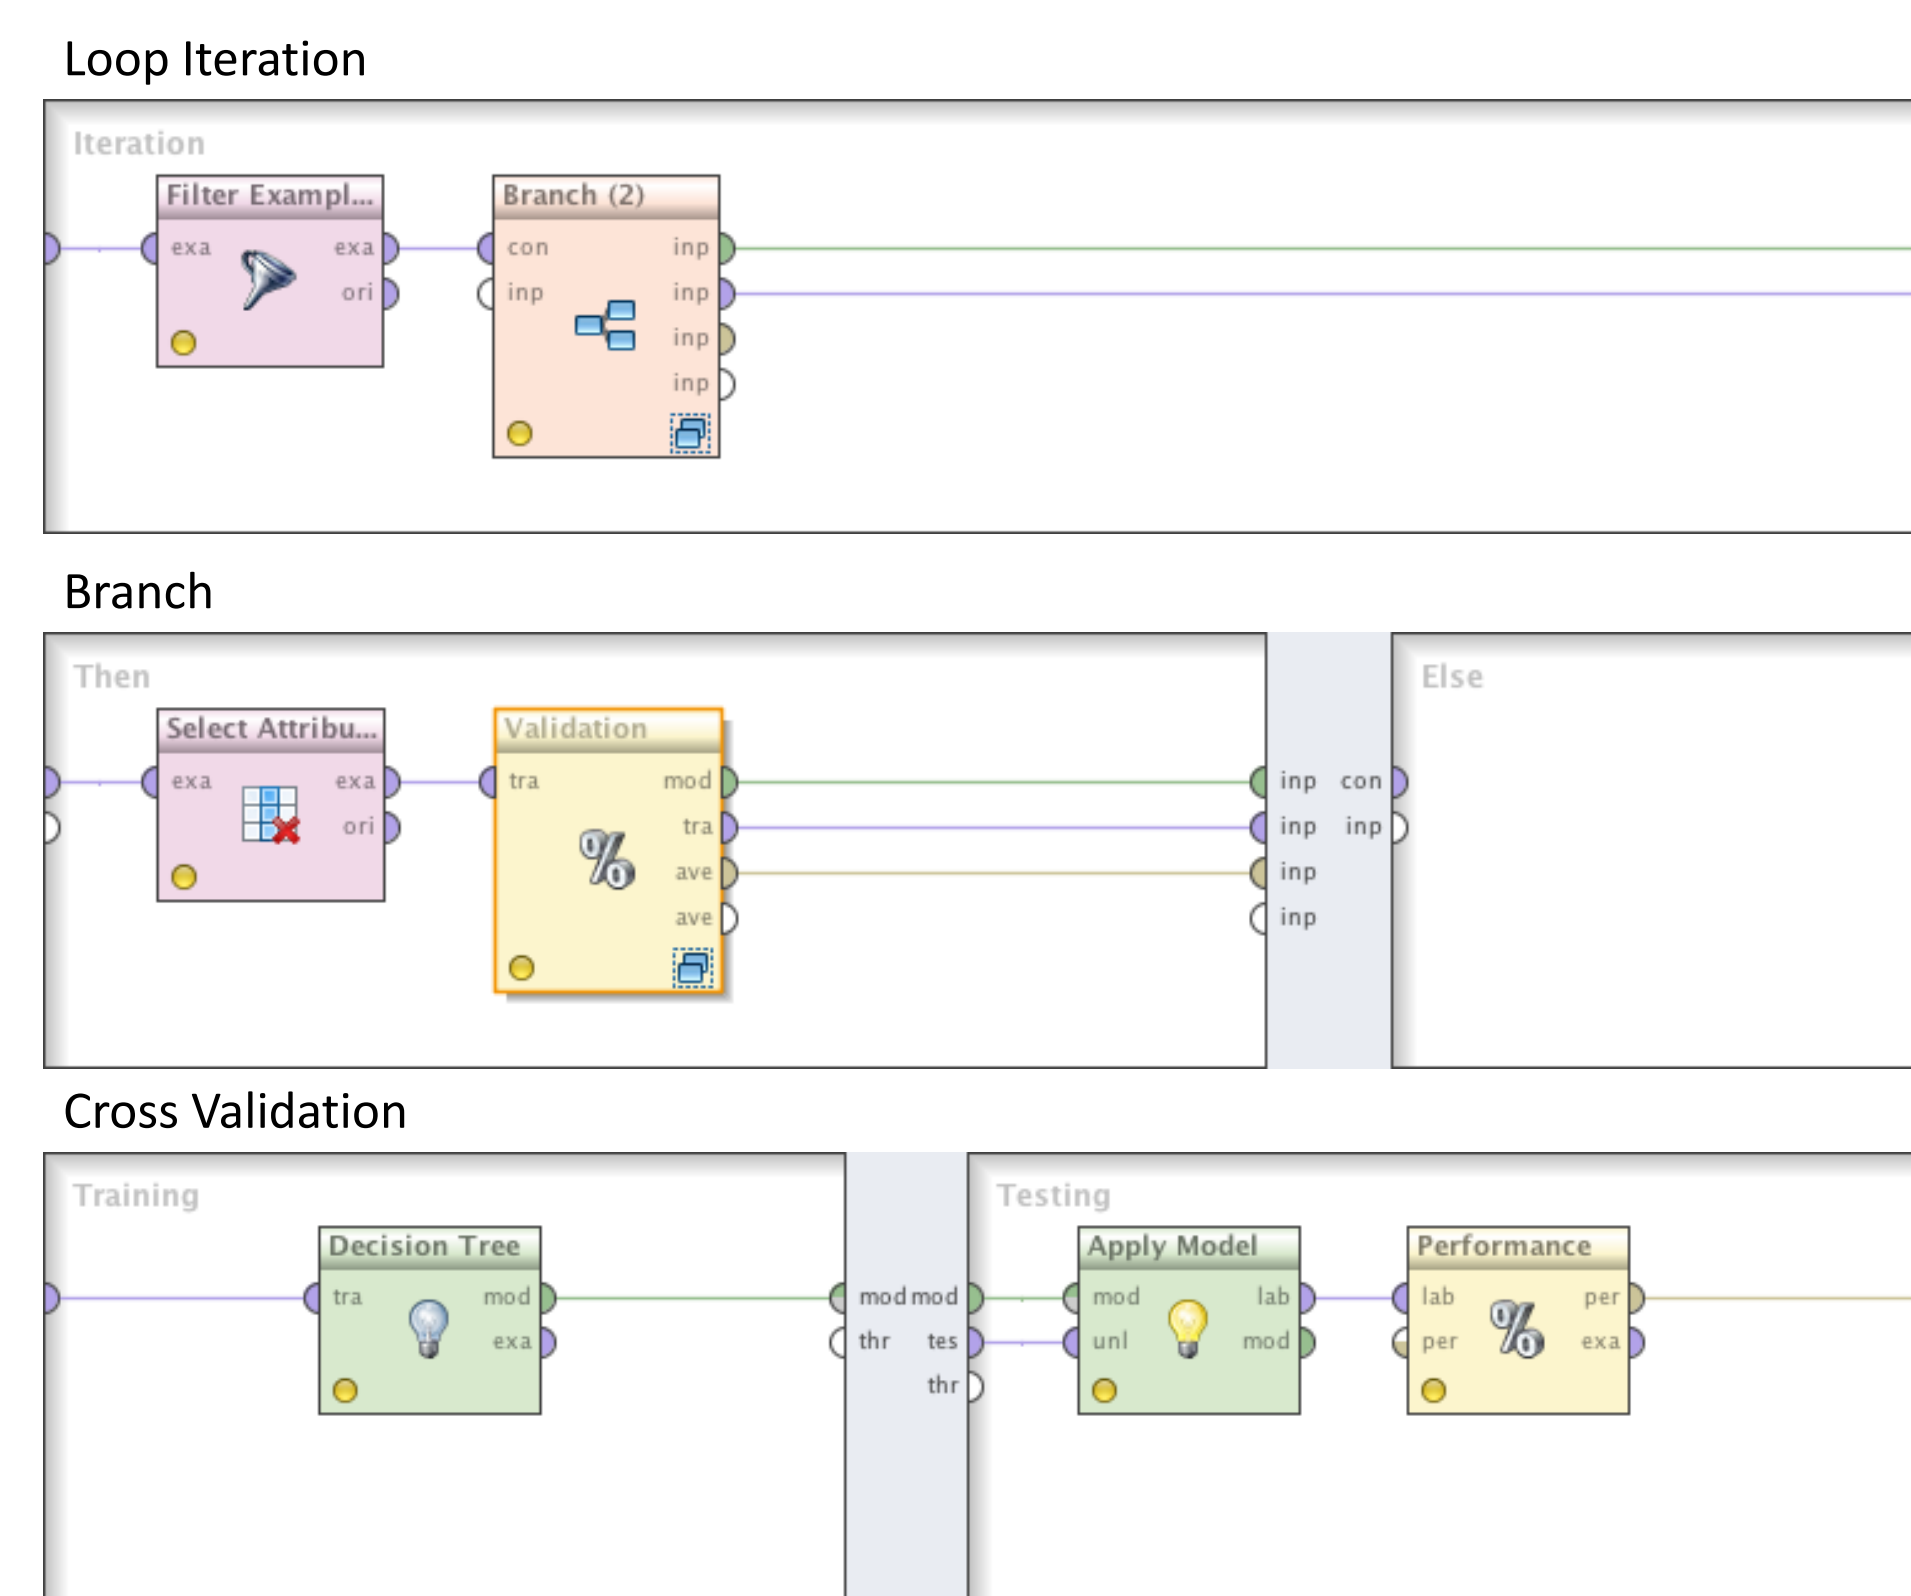 Loop Iteration
Iteration
Filter Exampl...
exa exa
ori
Branch (2)
con inp
inp inp
inp
inp
Branch
Then
Select Attribu...
exa exa
ori
Validation
tra mod
tra
ave
ave
inp con
inp inp
inp
inp
Else
Cross Validation
Training
Decision Tree
tra mod
exa
mod mod
thr tes
thr
Testing
Apply Model
mod lab
unl mod
Performance
lab per
per exa